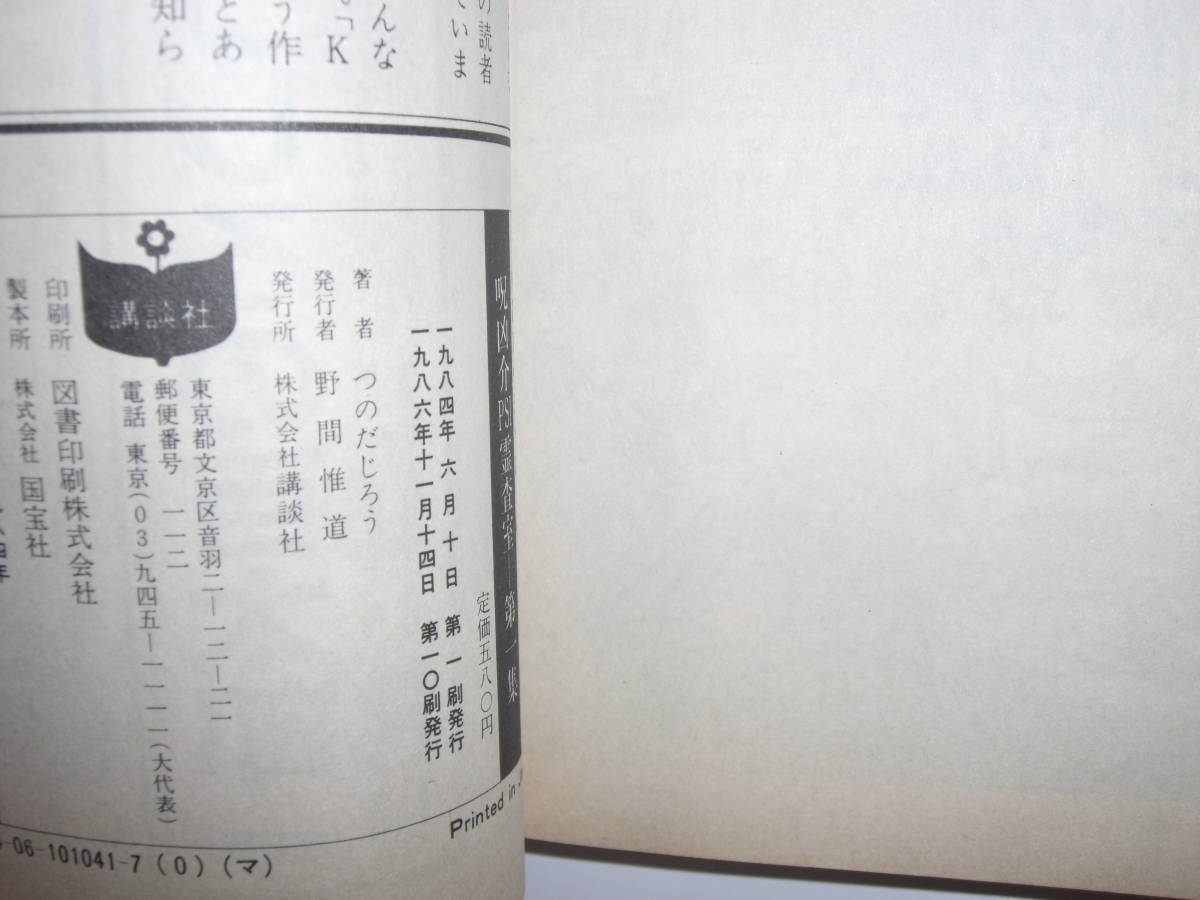 の読者
ていま
んな
。「K
う作
とあ
知ら
呪凶介PSI霊査室—第一集
定価五八〇円
一九八四年六月十日 第一刷発行
一九八六年十一月十四日 第一〇刷発行
著者 つのだじろう
発行者 野間惟道
発行所 株式会社講談社
東京都文京区音羽二—一二—二一
郵便番号 一一二
電話 東京(03)九四五—一一一一(大代表)
講談社
印刷所 図書印刷株式会社
製本所 株式会社国宝社
Printed in J
06-101041-7 (0) (マ)